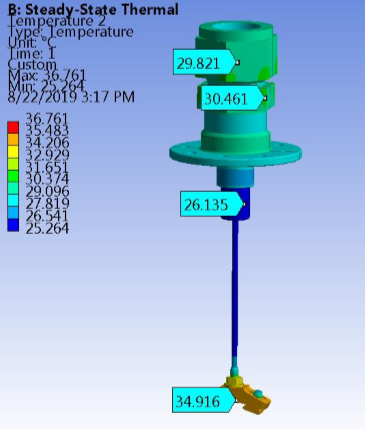 B: Steady-State Thermal
Temperature 2
Type: Temperature
Unit: °C
Time: 1
Custom
Max: 36.761
Min: 25.264
8/22/2019 3:17 PM
36.761
35.483
34.206
32.929
31.651
30.374
29.096
27.819
26.541
25.264
29.821
30.461
26.135
34.916